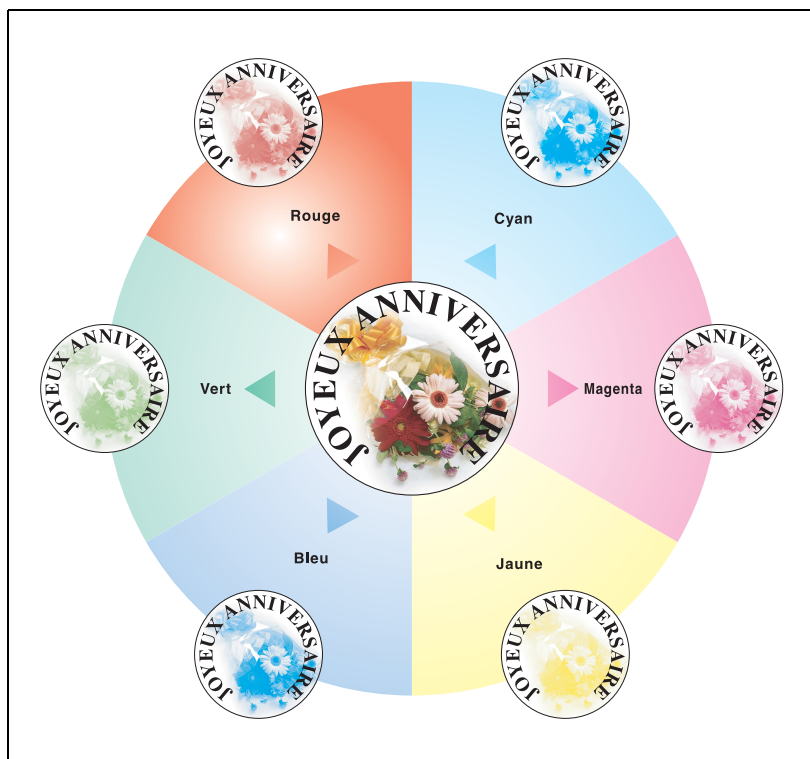 JOYEUX ANNIVERSAIRE
JOYEUX ANNIVERSAIRE
Rouge
Cyan
JOYEUX ANNIVERSAIRE
JOYEUX ANNIVERSAIRE
Vert
Magenta
JOYEUX ANNIVERSAIRE
Bleu
Jaune
JOYEUX ANNIVERSAIRE
JOYEUX ANNIVERSAIRE